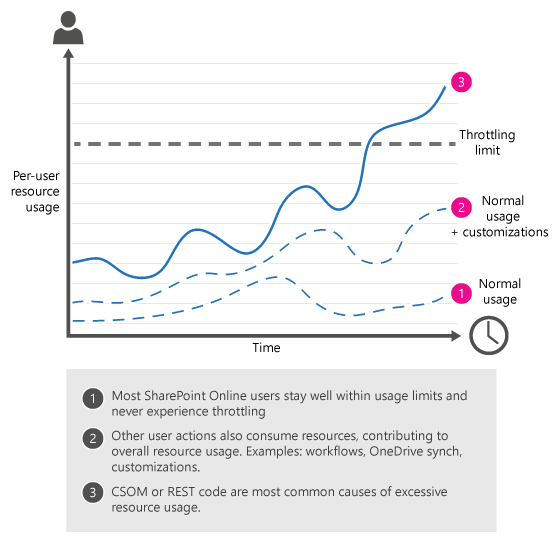 3
Throttling
limit
Per-user
resource
usage
2
Normal
usage
+ customizations
1
Normal
usage
Time
1 Most SharePoint Online users stay well within usage limits and
never experience throttling
2 Other user actions also consume resources, contributing to
overall resource usage. Examples: workflows, OneDrive synch,
customizations.
3 CSOM or REST code are most common causes of excessive
resource usage.